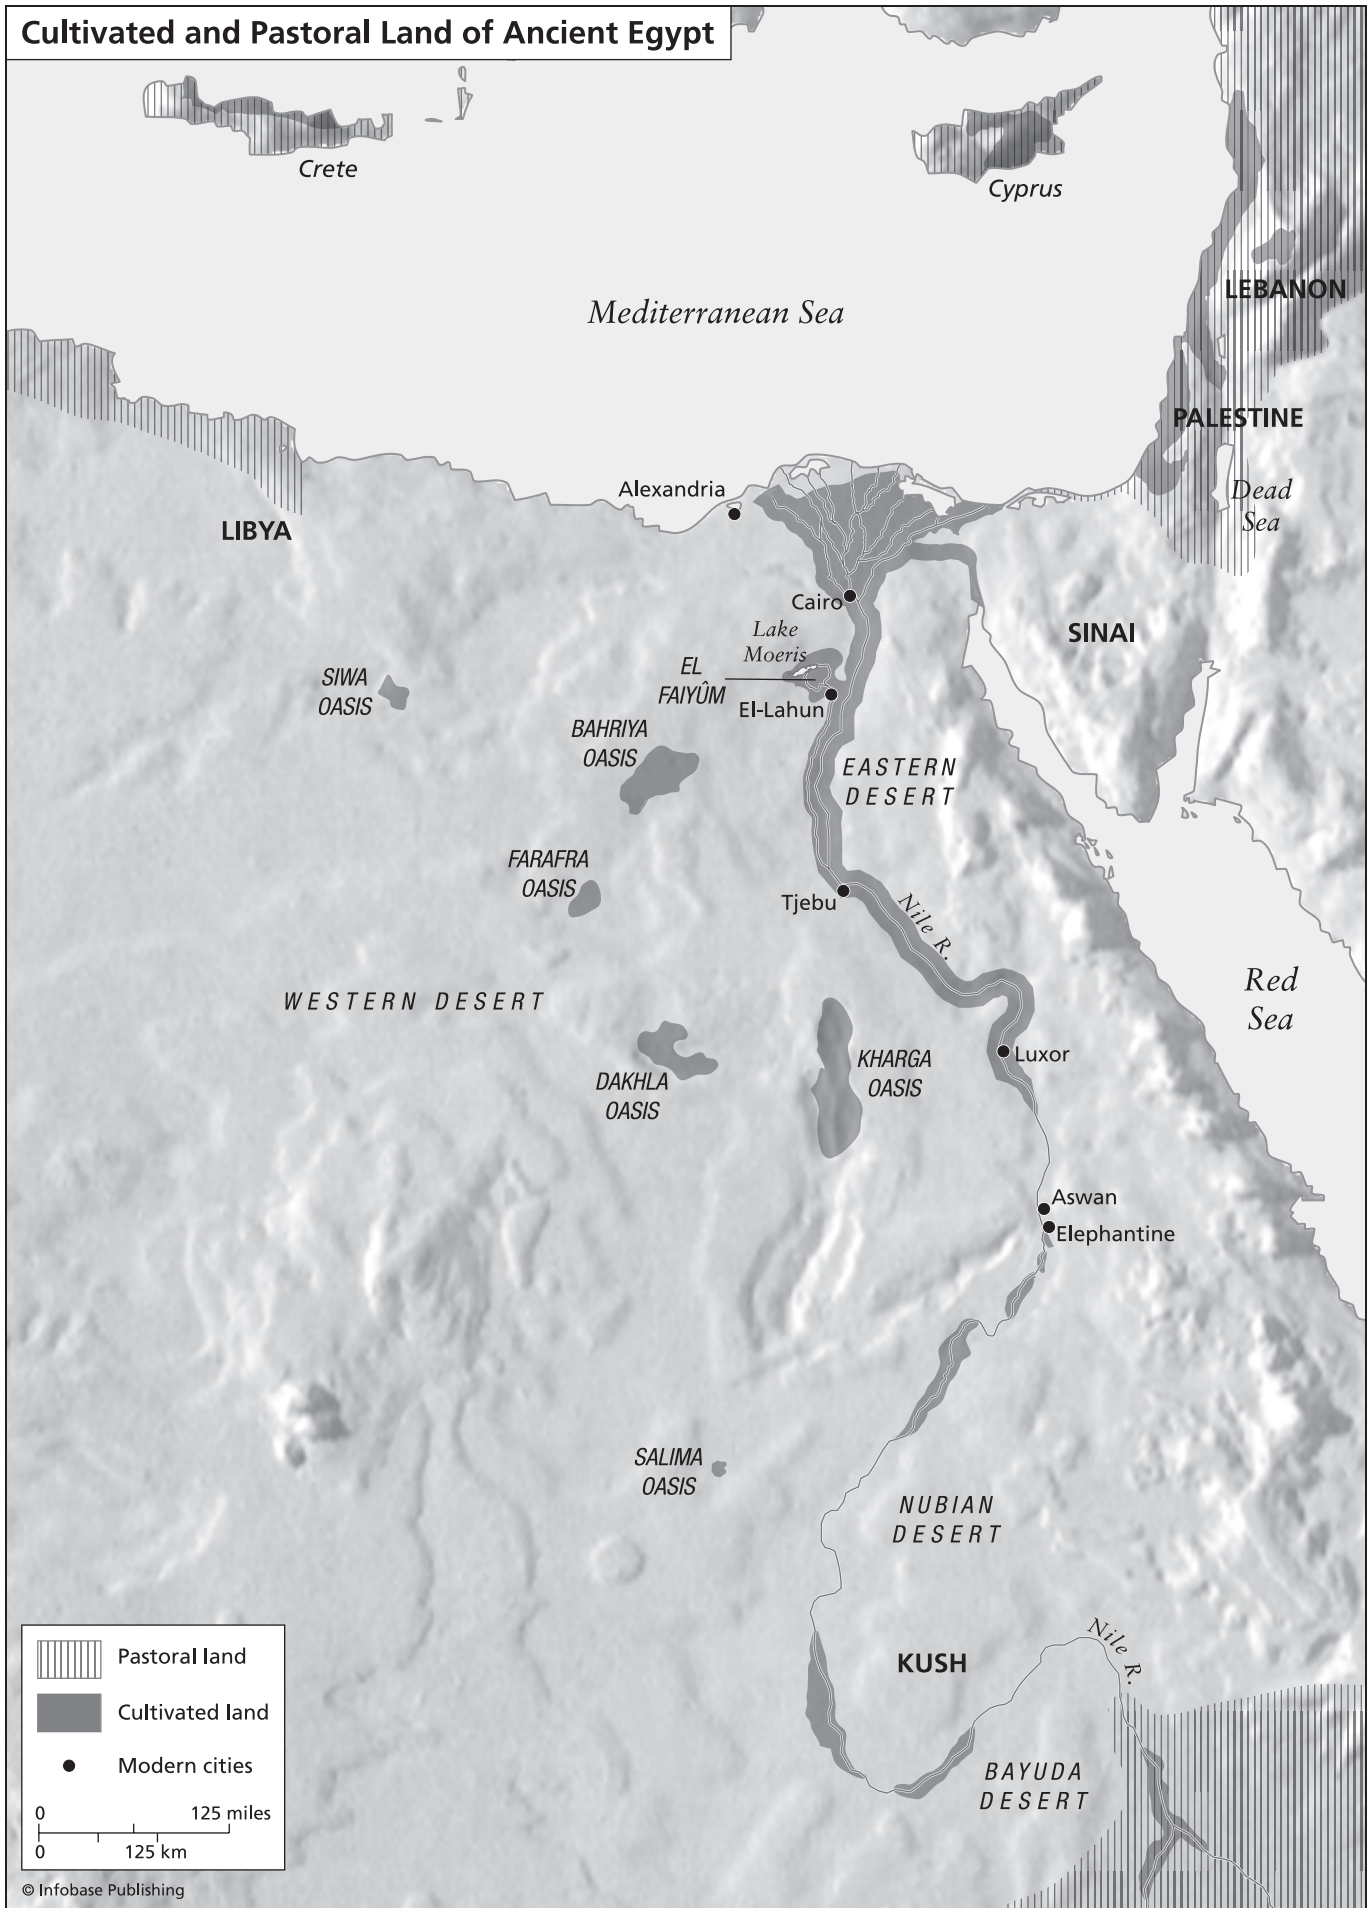 Cultivated and Pastoral Land of Ancient Egypt
Crete
Cyprus
LEBANON
Mediterranean Sea
PALESTINE
Alexandria
Dead
Sea
LIBYA
Cairo
Lake
Moeris
SINAI
EL
FAIYÛM
SIWA
OASIS
El-Lahun
BAHRIYA
OASIS
EASTERN
DESERT
FARAFRA
OASIS
Tjebu
Nile R.
WESTERN DESERT
Red
Sea
Luxor
KHARGA
OASIS
DAKHLA
OASIS
Aswan
Elephantine
SALIMA
OASIS
NUBIAN
DESERT
Nile R.
KUSH
BAYUDA
DESERT
Pastoral land
Cultivated land
Modern cities
0 125 miles
0 125 km
© Infobase Publishing